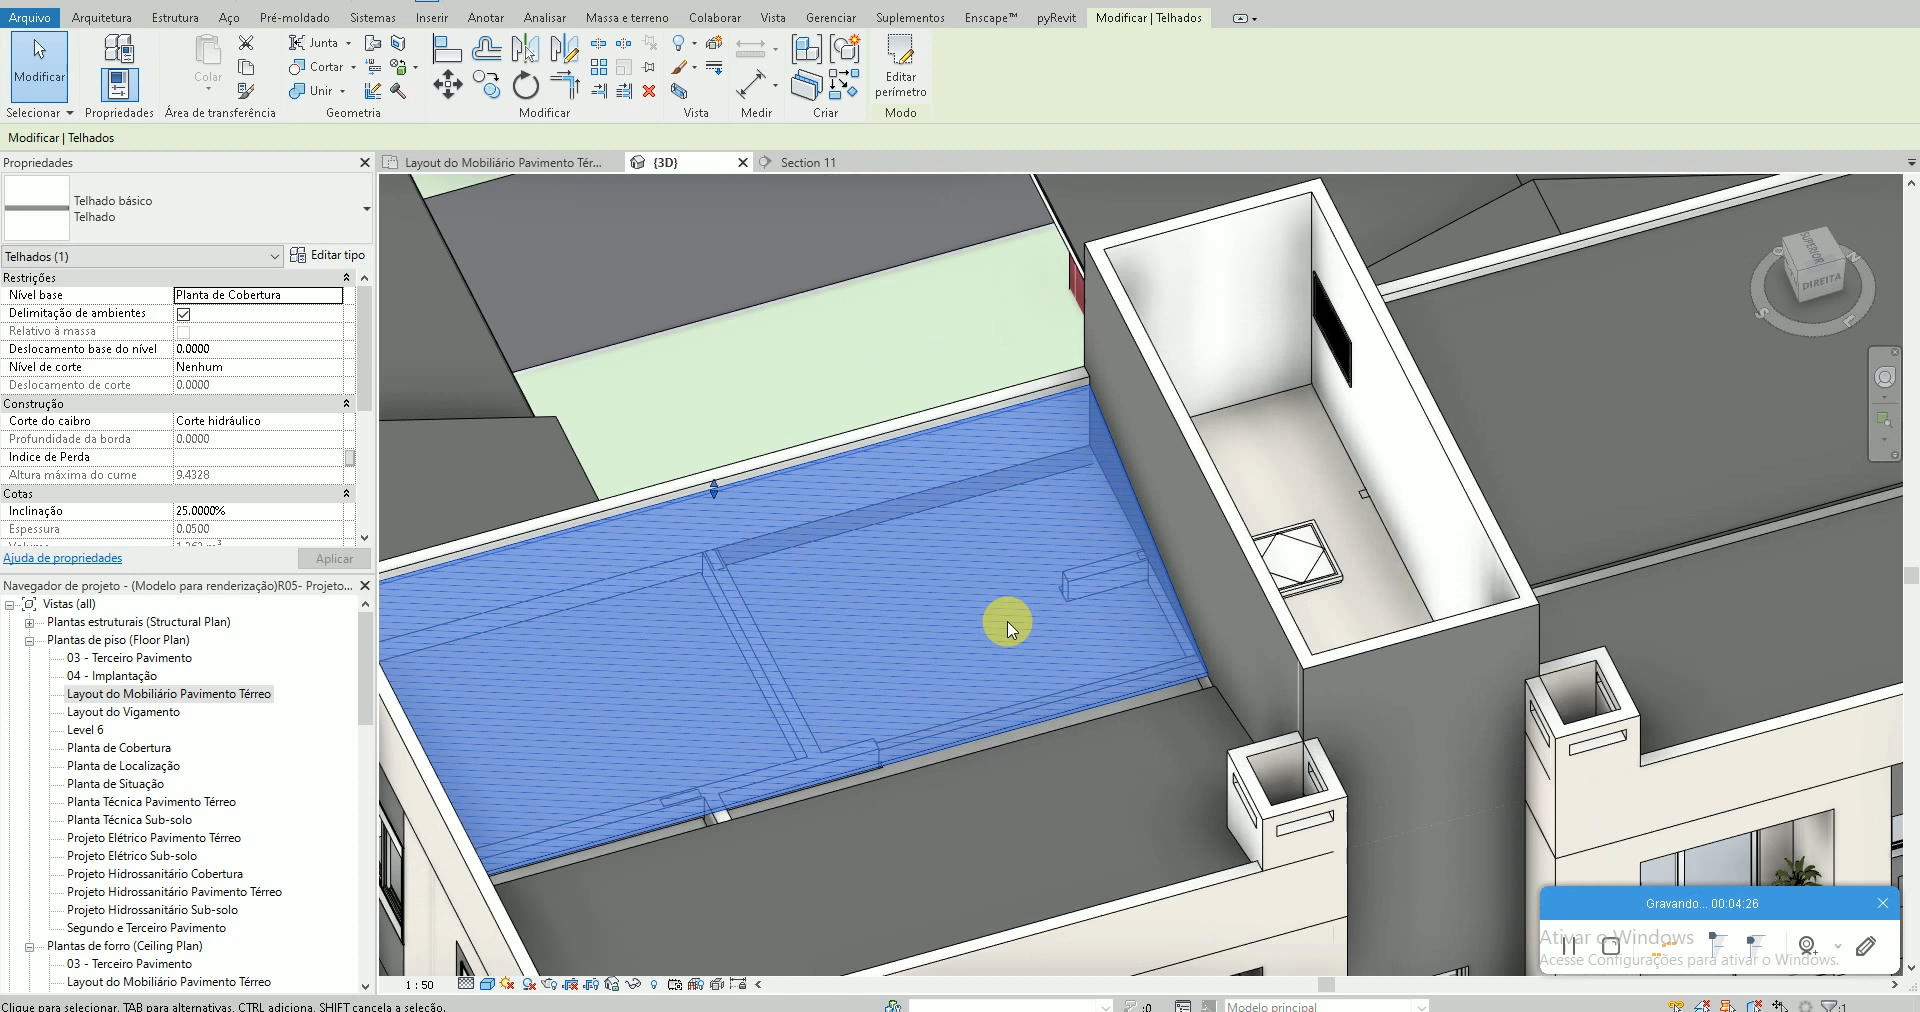 Arquivo Arquitetura Estrutura Aço Pré-moldado Sistemas Inserir Anotar Analisar Massa e terreno Colaborar Vista Gerenciar Suplementos Enscape™ pyRevit Modificar | Telhados
Modificar
Colar
Junta
Cortar
Unir
Editar
perímetro
Selecionar Propriedades Área de transferência Geometria Modificar Vista Medir Criar Modo
Modificar | Telhados
Propriedades
Layout do Mobiliário Pavimento Tér... {3D} Section 11
Telhado básico
Telhado
Telhados (1) Editar tipo
Restrições
Nível base Planta de Cobertura
Delimitação de ambientes
Relativo à massa
Deslocamento base do nível 0.0000
Nível de corte Nenhum
Deslocamento de corte 0.0000
Construção
Corte do caibro Corte hidráulico
Profundidade da borda 0.0000
Indice de Perda
Altura máxima do cume 9.4328
Cotas
Inclinação 25.0000%
Espessura 0.0500
Ajuda de propriedades Aplicar
Navegador de projeto - (Modelo para renderização)R05- Projeto...
Vistas (all)
Plantas estruturais (Structural Plan)
Plantas de piso (Floor Plan)
03 - Terceiro Pavimento
04 - Implantação
Layout do Mobiliário Pavimento Térreo
Layout do Vigamento
Level 6
Planta de Cobertura
Planta de Localização
Planta de Situação
Planta Técnica Pavimento Térreo
Planta Técnica Sub-solo
Projeto Elétrico Pavimento Térreo
Projeto Elétrico Sub-solo
Projeto Hidrossanitário Cobertura
Projeto Hidrossanitário Pavimento Térreo
Projeto Hidrossanitário Sub-solo
Segundo e Terceiro Pavimento
Plantas de forro (Ceiling Plan)
03 - Terceiro Pavimento
Layout do Mobiliário Pavimento Térreo
SUPERIOR
DIREITA
N
S
L
Gravando... 00:04:26
Ativar o Windows
Acesse Configurações para ativar o Windows.
1 : 50
Clique para selecionar, TAB para alternativas, CTRL adiciona, SHIFT cancela a seleção.
:0
Modelo principal
:1